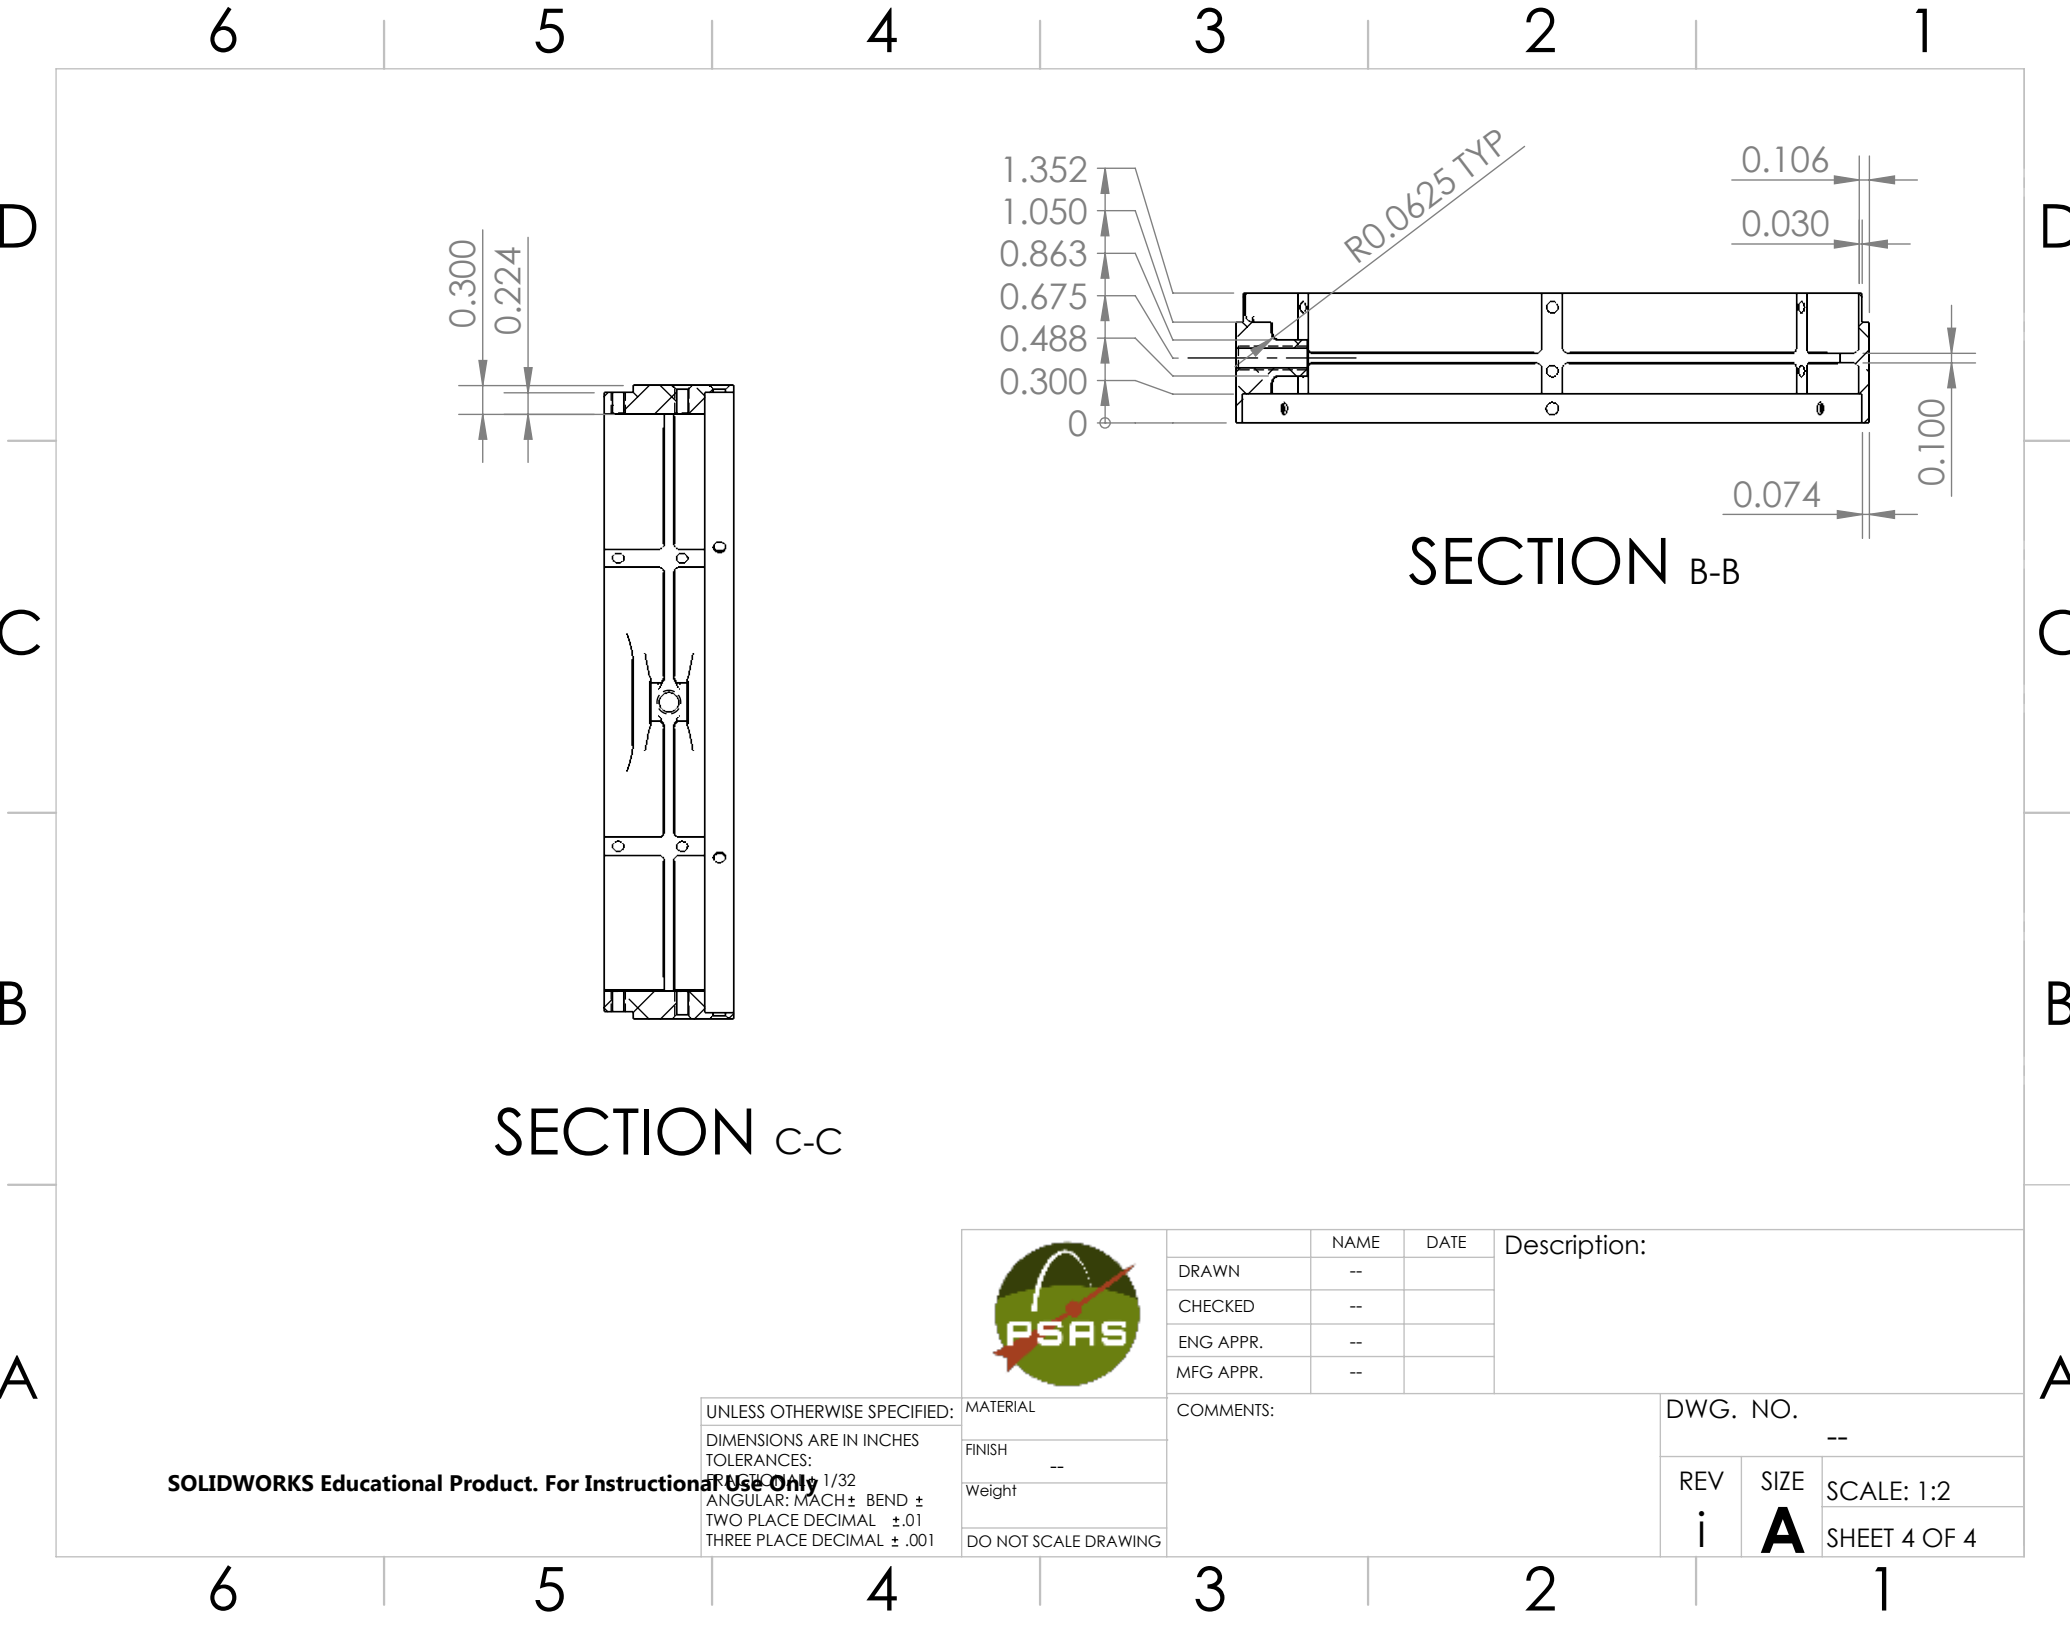 6 5 4 3 2 1
D D
C C
B B
A A
0.300
0.224
1.352
1.050
0.863
0.675
0.488
0.300
0
R0.0625 TYP
0.106
0.030
0.100
0.074
SECTION B-B
SECTION C-C
PSAS
NAME DATE
DRAWN --
CHECKED --
ENG APPR. --
MFG APPR. --
Description:
UNLESS OTHERWISE SPECIFIED:
DIMENSIONS ARE IN INCHES
TOLERANCES:
FRACTIONAL± 1/32
ANGULAR: MACH± BEND ±
TWO PLACE DECIMAL ±.01
THREE PLACE DECIMAL ± .001
MATERIAL
FINISH
--
Weight
DO NOT SCALE DRAWING
COMMENTS:
DWG. NO.
--
REV
i
SIZE
A
SCALE: 1:2
SHEET 4 OF 4
SOLIDWORKS Educational Product. For Instructional Use Only
6 5 4 3 2 1